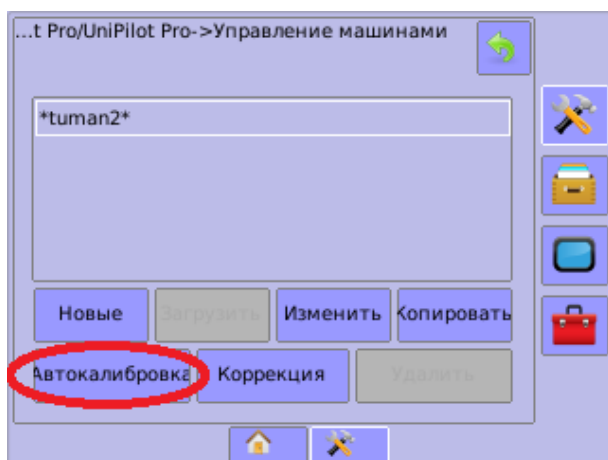 ...t Pro/UniPilot Pro->Управление машинами
*tuman2*
Новые Загрузить Изменить Копировать
Автокалибровка Коррекция Удалить